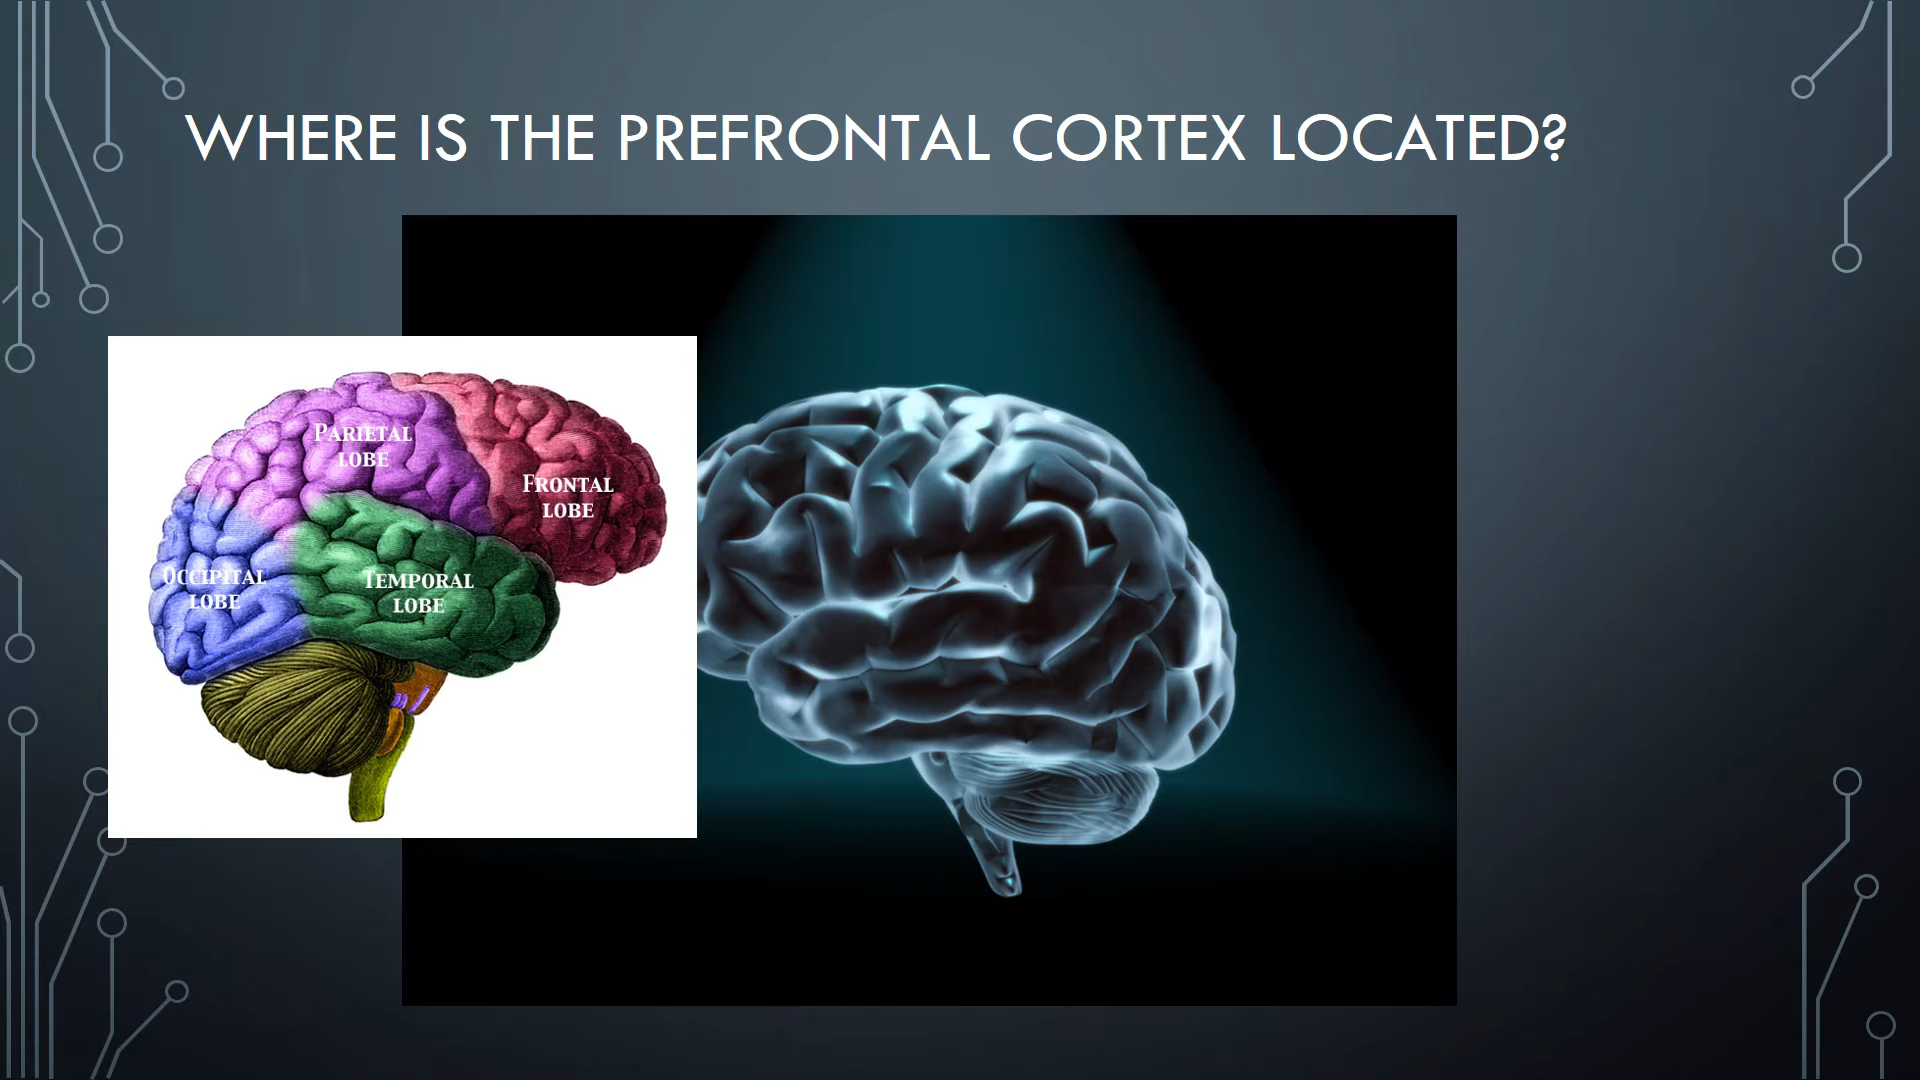 WHERE IS THE PREFRONTAL CORTEX LOCATED?
PARIETAL
LOBE
FRONTAL
LOBE
OCCIPITAL
LOBE
TEMPORAL
LOBE